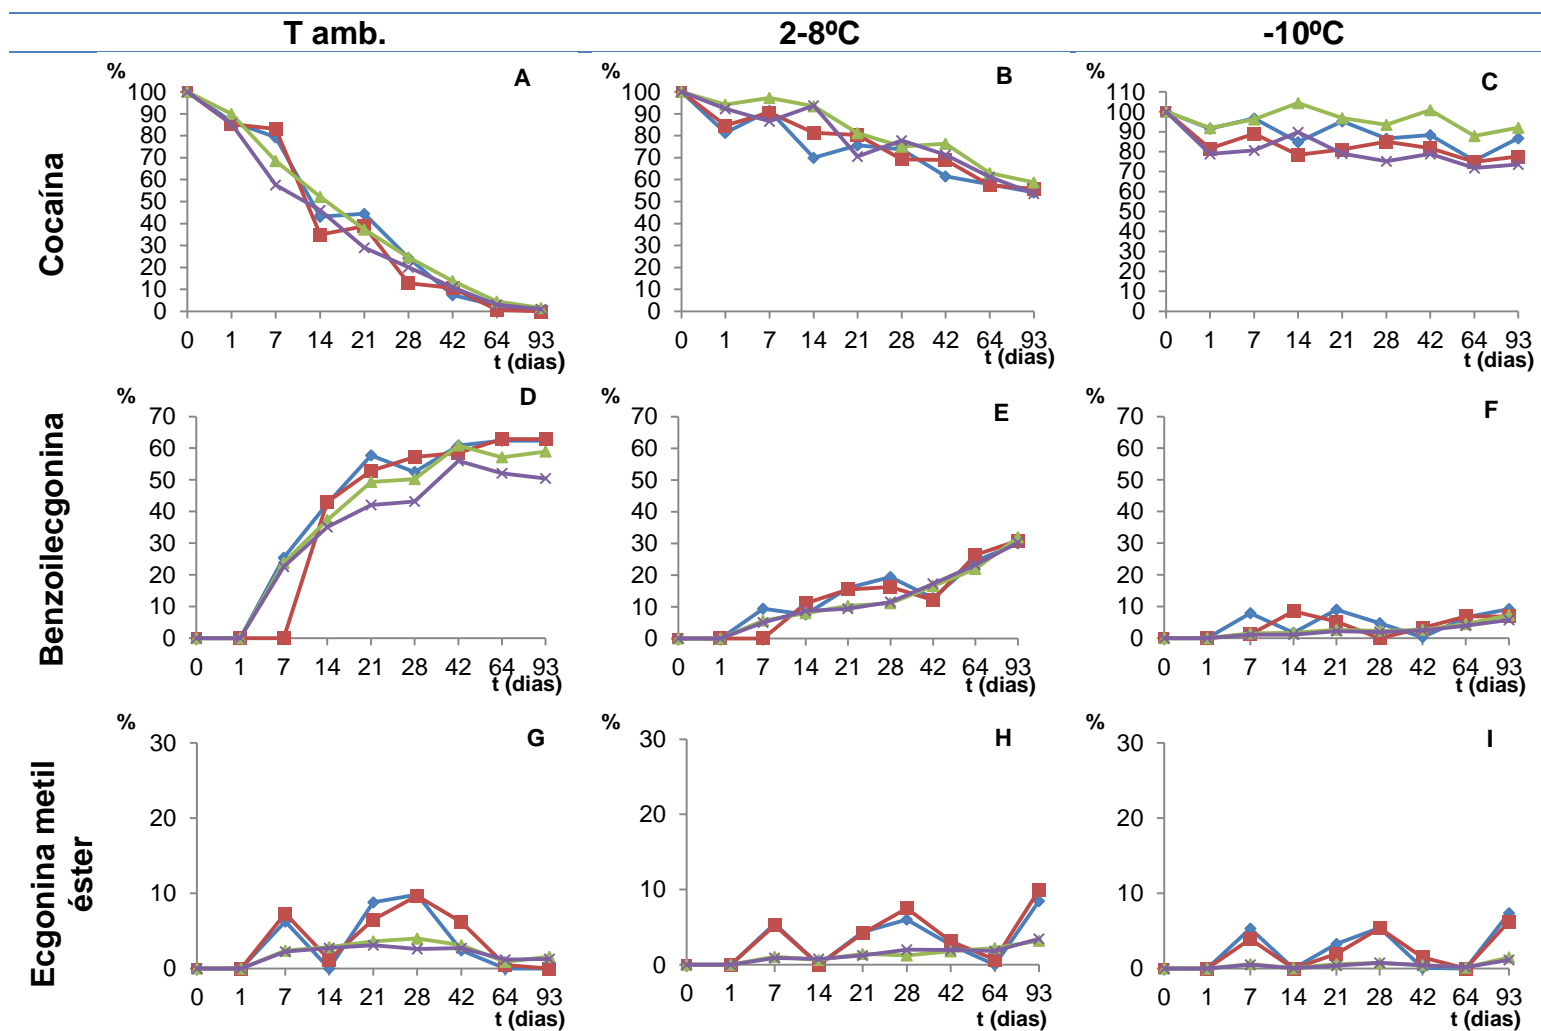 T amb. 2-8ºC -10ºC
Cocaína
% A
100
90
80
70
60
50
40
30
20
10
0
0 1 7 14 21 28 42 64 93
t (dias)
% B
100
90
80
70
60
50
40
30
20
10
0
0 1 7 14 21 28 42 64 93
t (dias)
% C
110
100
90
80
70
60
50
40
30
20
10
0
0 1 7 14 21 28 42 64 93
t (dias)
Benzoilecgonina
% D
70
60
50
40
30
20
10
0
0 1 7 14 21 28 42 64 93
t (dias)
% E
70
60
50
40
30
20
10
0
0 1 7 14 21 28 42 64 93
t (dias)
% F
70
60
50
40
30
20
10
0
0 1 7 14 21 28 42 64 93
t (dias)
Ecgonina metil
éster
% G
30
20
10
0
0 1 7 14 21 28 42 64 93
t (dias)
% H
30
20
10
0
0 1 7 14 21 28 42 64 93
t (dias)
% I
30
20
10
0
0 1 7 14 21 28 42 64 93
t (dias)